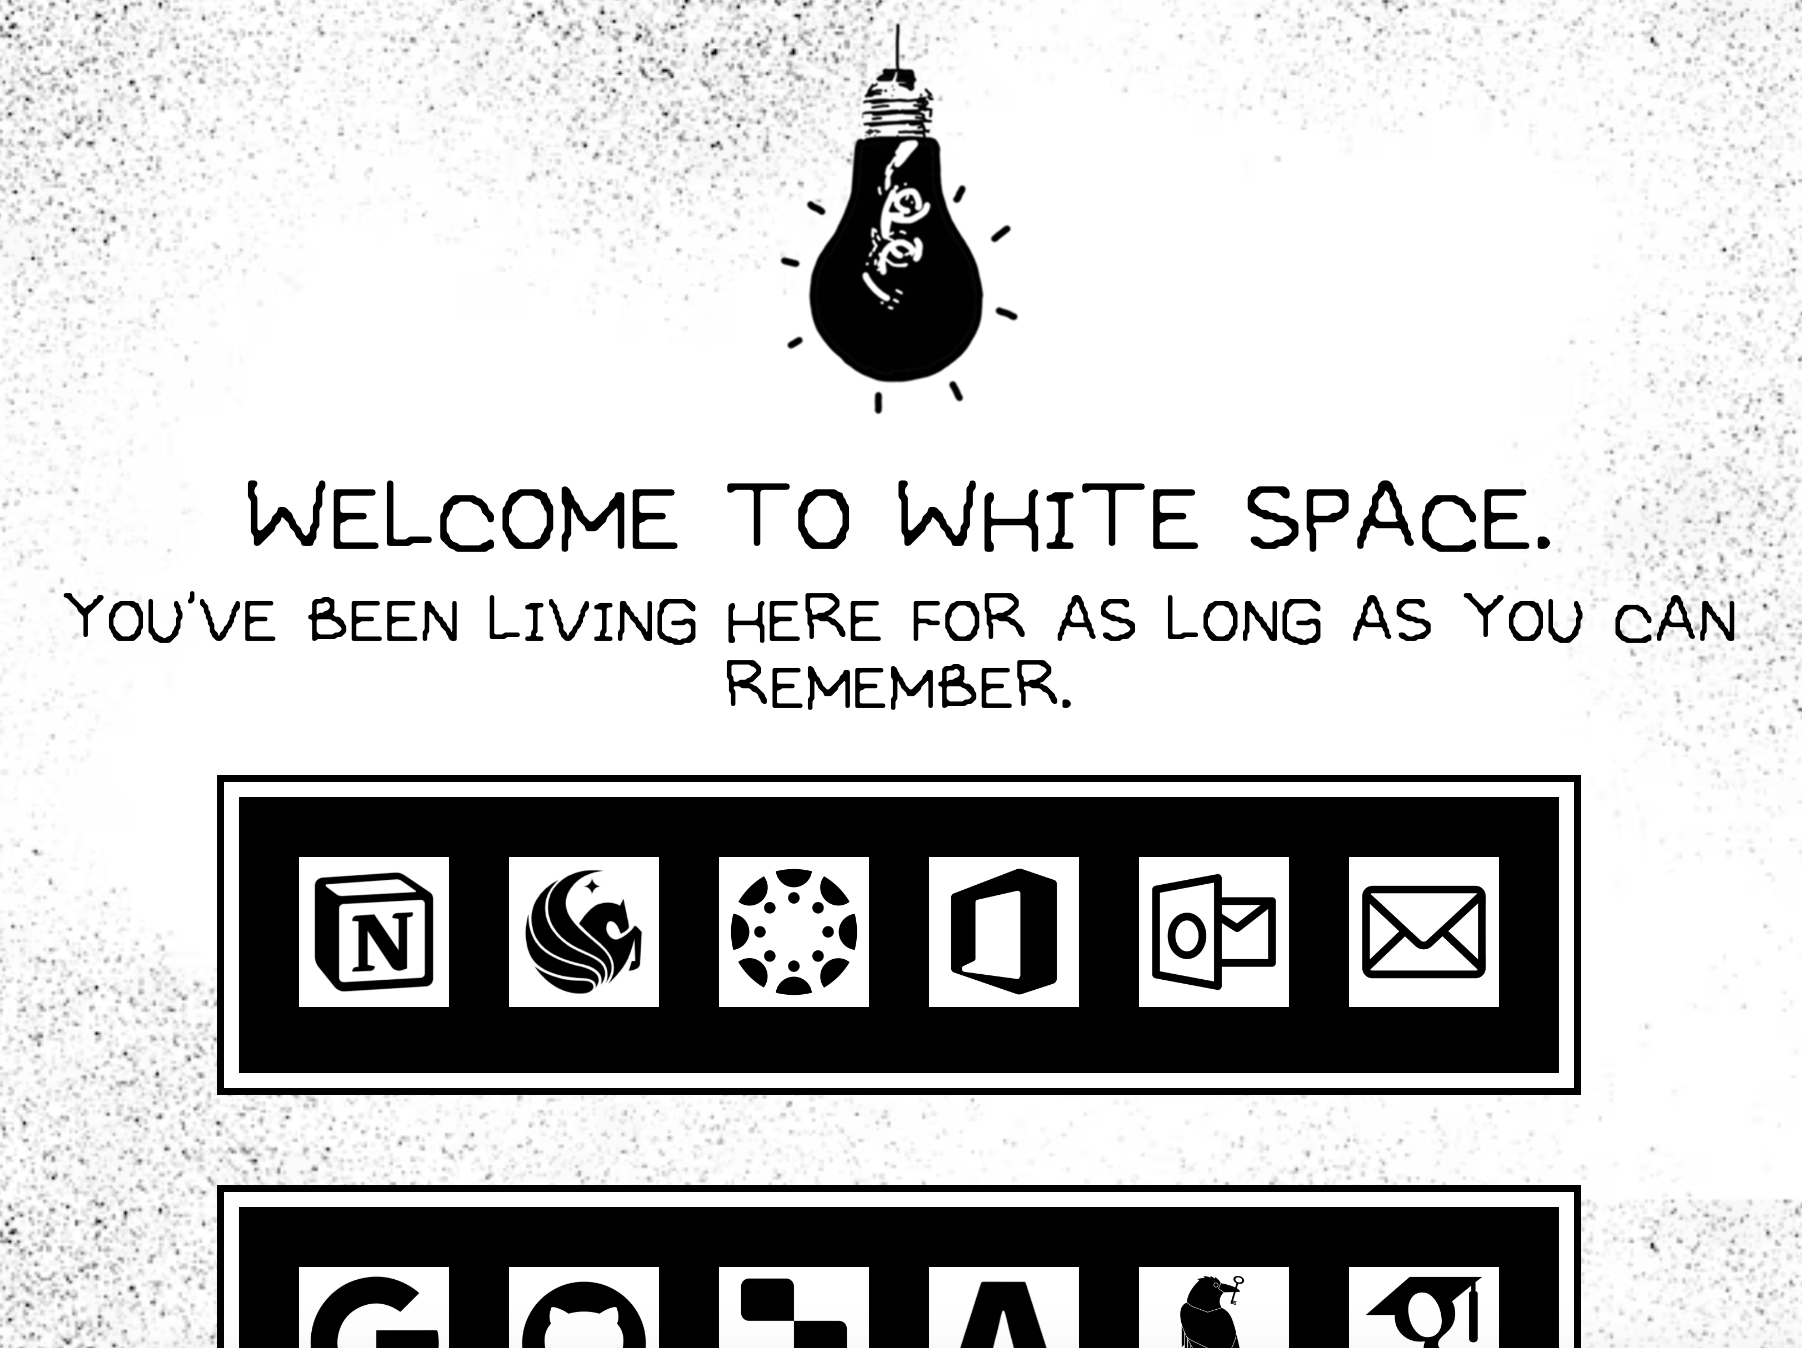 WELCOME TO WHITE SPACE.
YOU'VE BEEN LIVING HERE FOR AS LONG AS YOU CAN
REMEMBER.
N
O
G
A